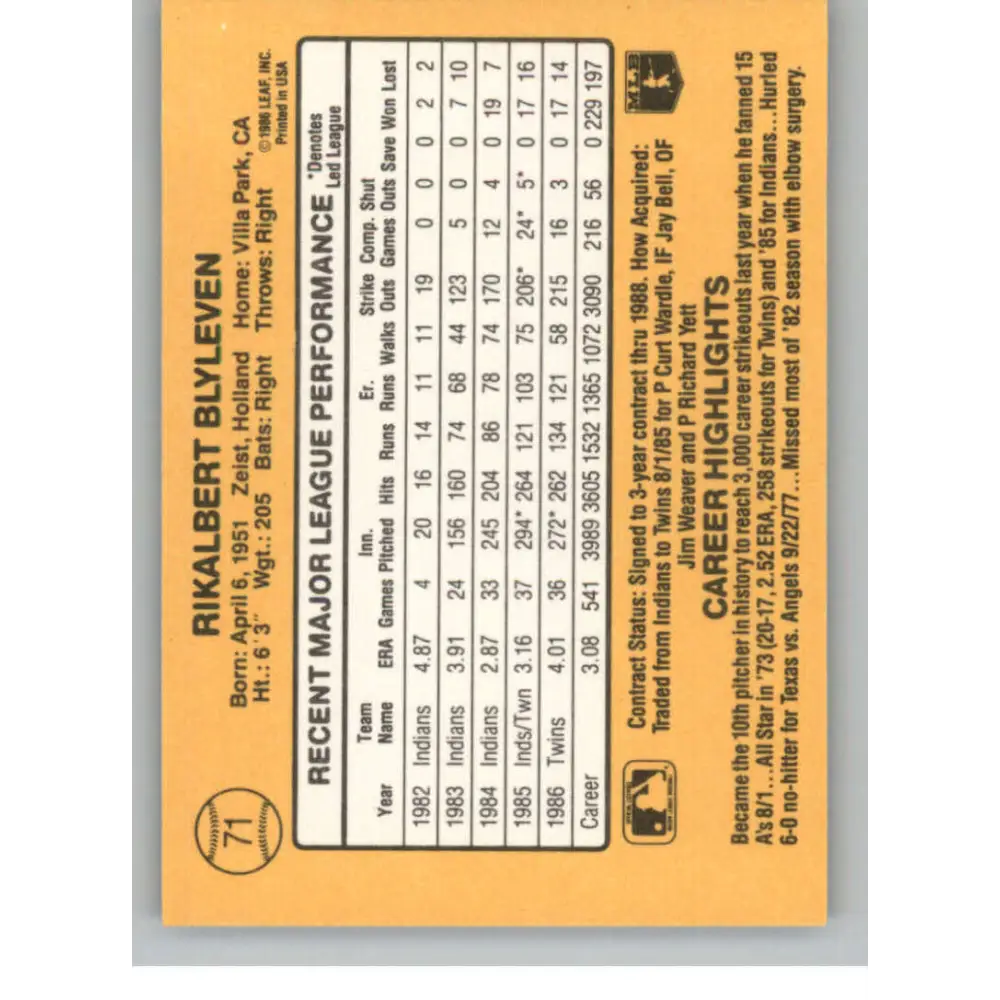 71
RIKALBERT BLYLEVEN
Born: April 6, 1951 Zeist, Holland Home: Villa Park, CA
Ht.: 6'3" Wgt.: 205 Bats: Right Throws: Right
© 1986 LEAF, INC.
Printed in USA
RECENT MAJOR LEAGUE PERFORMANCE *Denotes Led League
Year Team Name ERA Games Inn. Pitched Hits Runs Er. Runs Walks Strike Outs Comp. Games Shut Outs Save Won Lost
1982 Indians 4.87 4 20 16 14 11 11 19 0 0 0 2 2
1983 Indians 3.91 24 156 160 74 68 44 123 5 0 0 7 10
1984 Indians 2.87 33 245 204 86 78 74 170 12 4 0 19 7
1985 Inds/Twn 3.16 37 294* 264 121 103 75 206* 24* 5* 0 17 16
1986 Twins 4.01 36 272* 262 134 121 58 215 16 3 0 17 14
Career 3.08 541 3989 3605 1532 1365 1072 3090 216 56 0 229 197
Contract Status: Signed to 3-year contract thru 1988. How Acquired:
Traded from Indians to Twins 8/1/85 for P Curt Wardle, IF Jay Bell, OF
Jim Weaver and P Richard Yett
MLB
CAREER HIGHLIGHTS
Became the 10th pitcher in history to reach 3,000 career strikeouts last year when he fanned 15
A's 8/1...All Star in '73 (20-17, 2.52 ERA, 258 strikeouts for Twins) and '85 for Indians...Hurled
6-0 no-hitter for Texas vs. Angels 9/22/77...Missed most of '82 season with elbow surgery.